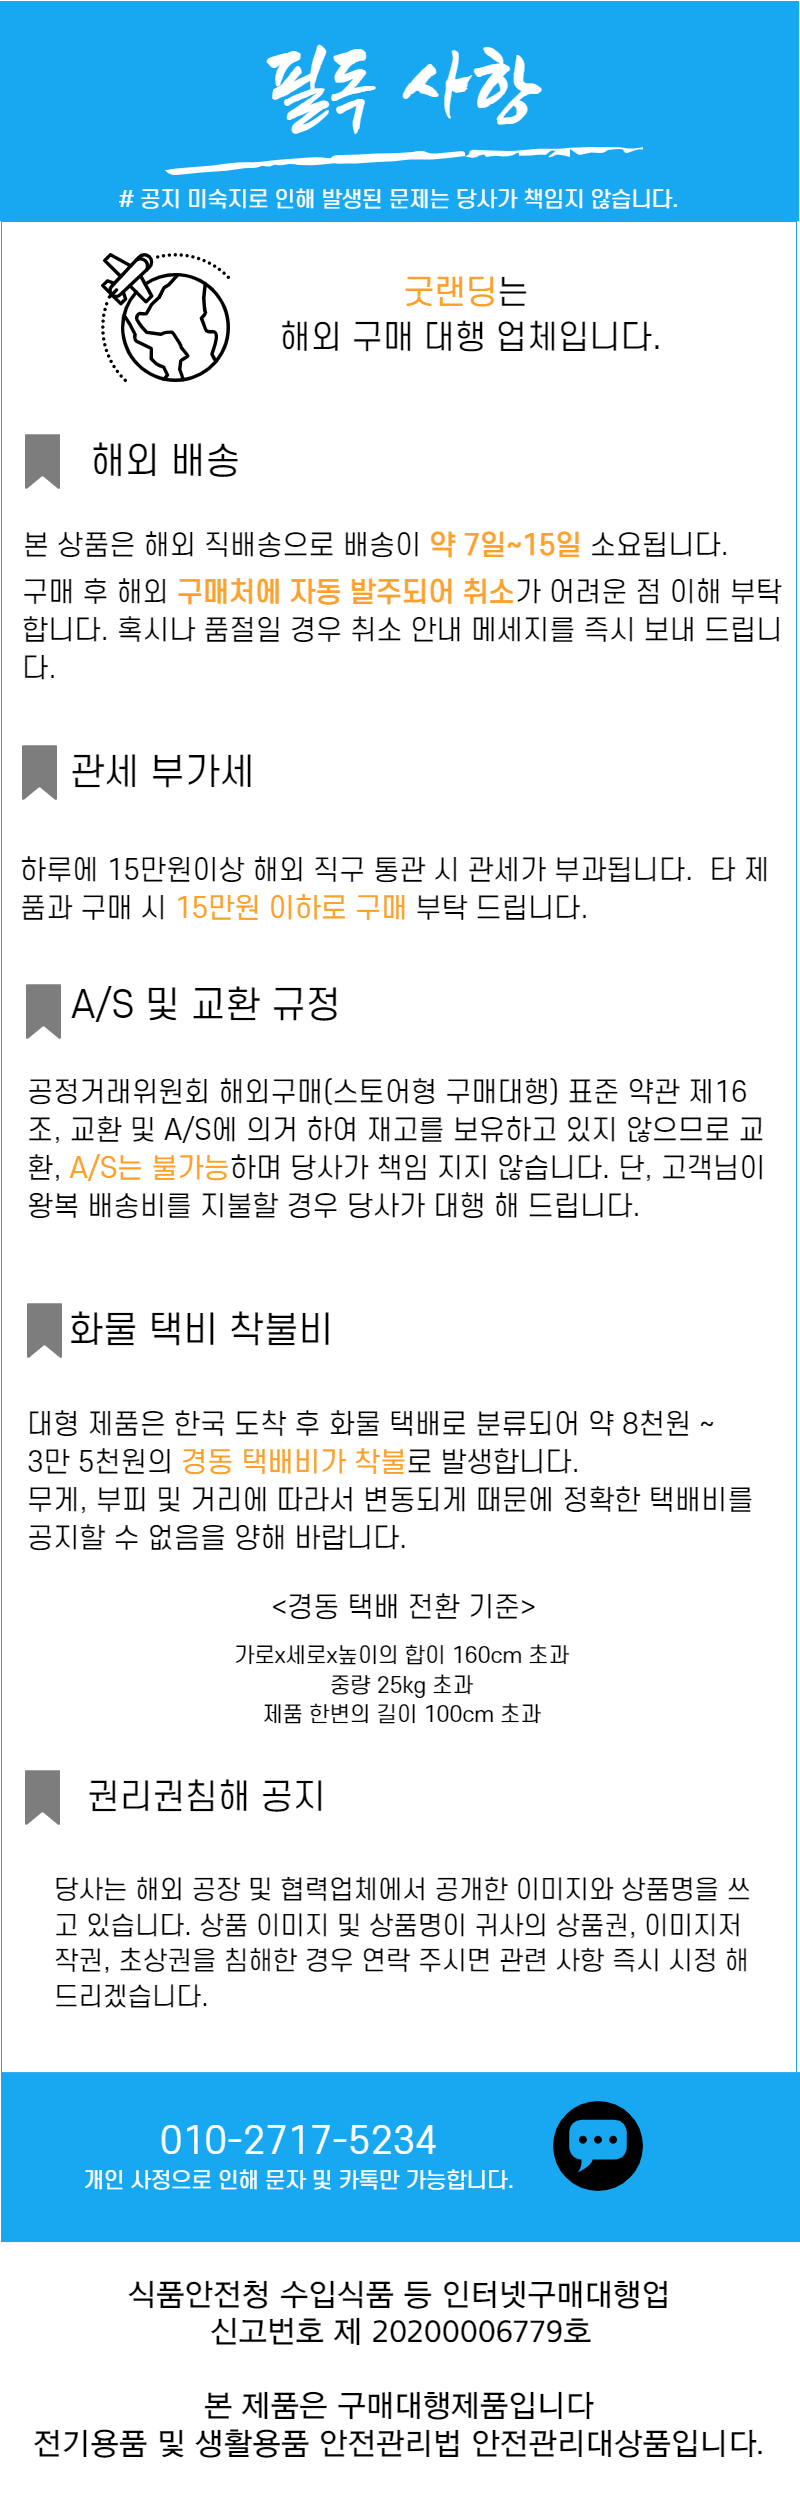 필독 사항
# 공지 미숙지로 인해 발생된 문제는 당사가 책임지 않습니다.
굿랜딩는
해외 구매 대행 업체입니다.
해외 배송
본 상품은 해외 직배송으로 배송이 약 7일~15일 소요됩니다.
구매 후 해외 구매처에 자동 발주되어 취소가 어려운 점 이해 부탁
합니다. 혹시나 품절일 경우 취소 안내 메세지를 즉시 보내 드립니
다.
관세 부가세
하루에 15만원이상 해외 직구 통관 시 관세가 부과됩니다. 타 제
품과 구매 시 15만원 이하로 구매 부탁 드립니다.
A/S 및 교환 규정
공정거래위원회 해외구매(스토어형 구매대행) 표준 약관 제16
조, 교환 및 A/S에 의거 하여 재고를 보유하고 있지 않으므로 교
환, A/S는 불가능하며 당사가 책임 지지 않습니다. 단, 고객님이
왕복 배송비를 지불할 경우 당사가 대행 해 드립니다.
화물 택비 착불비
대형 제품은 한국 도착 후 화물 택배로 분류되어 약 8천원 ~
3만 5천원의 경동 택배비가 착불로 발생합니다.
무게, 부피 및 거리에 따라서 변동되게 때문에 정확한 택배비를
공지할 수 없음을 양해 바랍니다.
<경동 택배 전환 기준>
가로x세로x높이의 합이 160cm 초과
중량 25kg 초과
제품 한변의 길이 100cm 초과
권리권침해 공지
당사는 해외 공장 및 협력업체에서 공개한 이미지와 상품명을 쓰
고 있습니다. 상품 이미지 및 상품명이 귀사의 상품권, 이미지저
작권, 초상권을 침해한 경우 연락 주시면 관련 사항 즉시 시정 해
드리겠습니다.
010-2717-5234
개인 사정으로 인해 문자 및 카톡만 가능합니다.
식품안전청 수입식품 등 인터넷구매대행업
신고번호 제 20200006779호
본 제품은 구매대행제품입니다
전기용품 및 생활용품 안전관리법 안전관리대상품입니다.